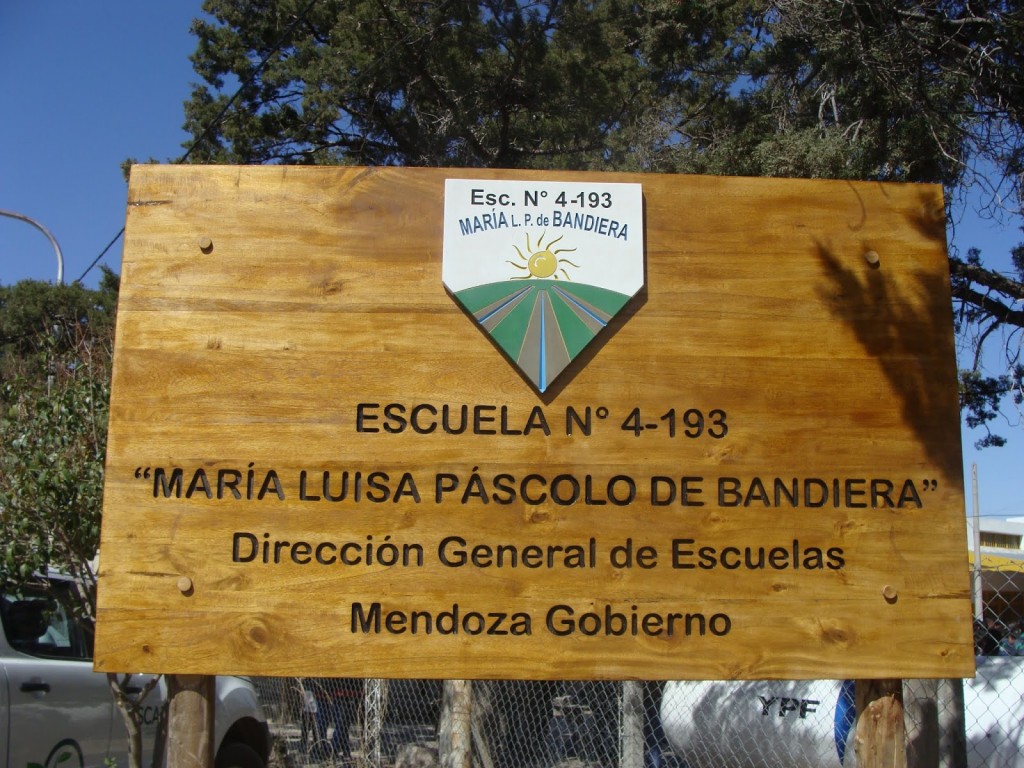 Esc. N° 4-193
MARÍA L. P. de BANDIERA
ESCUELA N° 4-193
“MARÍA LUISA PÁSCOLO DE BANDIERA”
Dirección General de Escuelas
Mendoza Gobierno
YPF